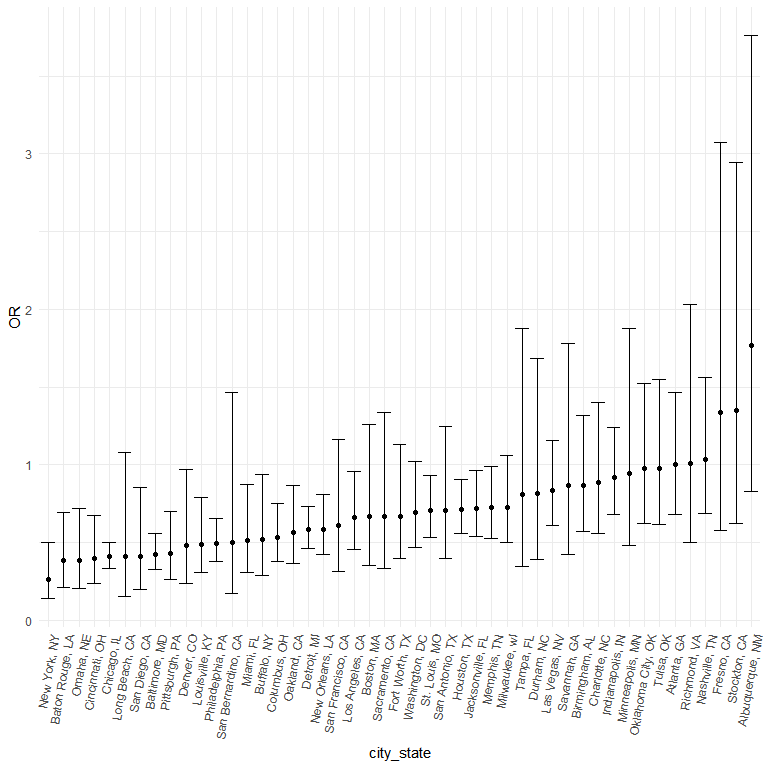 OR
3
2
1
0
New York, NY
Baton Rouge, LA
Omaha, NE
Cincinnati, OH
Chicago, IL
Long Beach, CA
San Diego, CA
Baltimore, MD
Pittsburgh, PA
Denver, CO
Louisville, KY
Philadelphia, PA
San Bernardino, CA
Miami, FL
Buffalo, NY
Columbus, OH
Oakland, CA
Detroit, MI
New Orleans, LA
San Francisco, CA
Los Angeles, CA
Boston, MA
Sacramento, CA
Fort Worth, TX
Washington, DC
St. Louis, MO
San Antonio, TX
Houston, TX
Jacksonville, FL
Memphis, TN
Milwaukee, wI
Tampa, FL
Durham, NC
Las Vegas, NV
Savannah, GA
Birmingham, AL
Charlotte, NC
Indianapolis, IN
Minneapolis, MN
Oklahoma City, OK
Tulsa, OK
Atlanta, GA
Richmond, VA
Nashville, TN
Fresno, CA
Stockton, CA
Albuquerque, NM
city_state